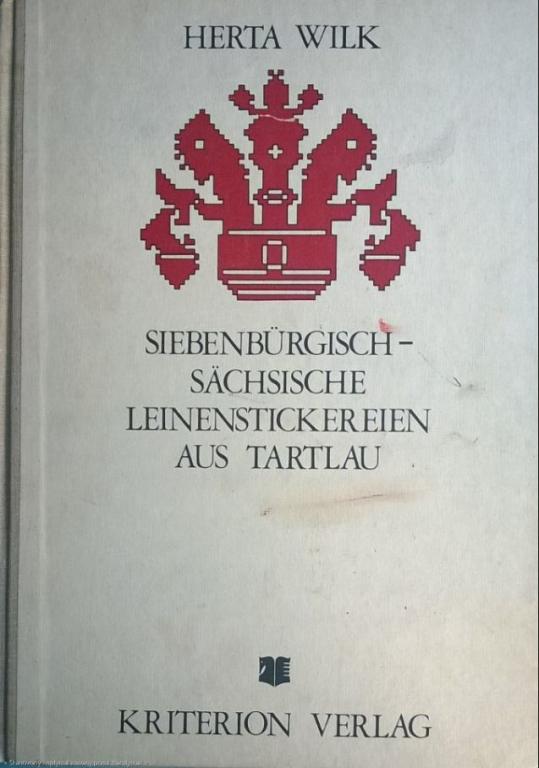 HERTA WILK
SIEBENBÜRGISCH-
SÄCHSISCHE
LEINENSTICKEREIEN
AUS TARTLAU
KRITERION VERLAG